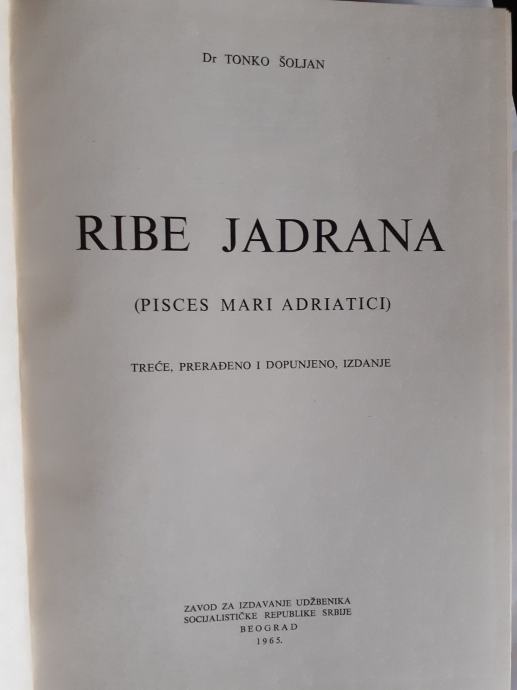 Dr TONKO ŠOLJAN
RIBE JADRANA
(PISCES MARI ADRIATICI)
TREĆE, PRERAĐENO I DOPUNJENO, IZDANJE
ZAVOD ZA IZDAVANJE UDŽBENIKA
SOCIJALISTIČKE REPUBLIKE SRBIJE
BEOGRAD
1965.